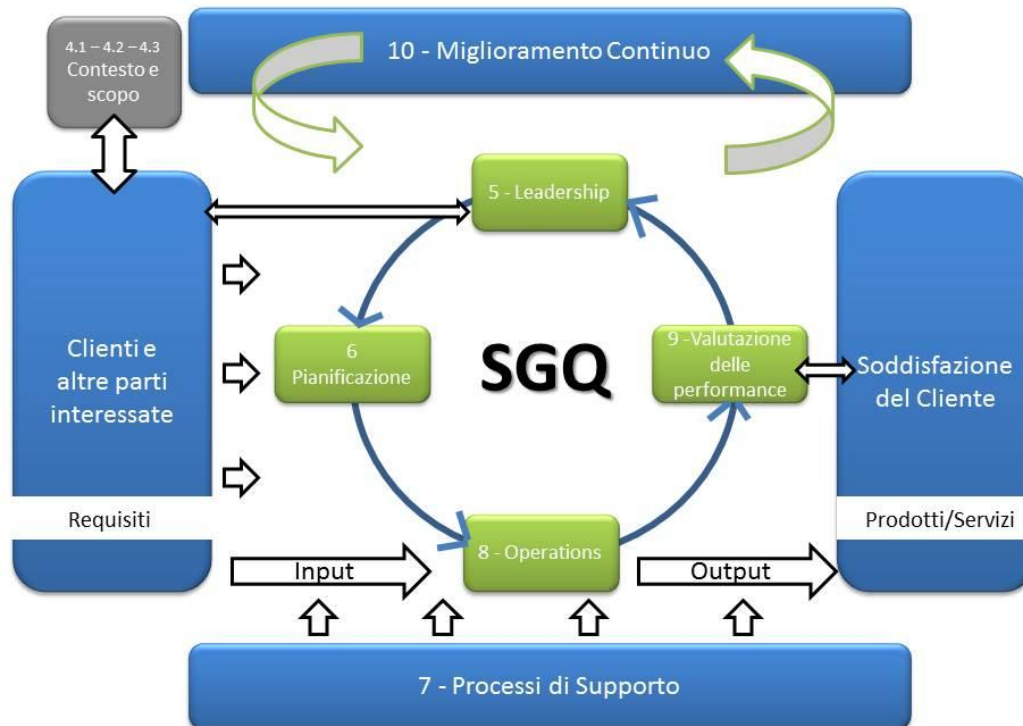 4.1 – 4.2 – 4.3
Contesto e
scopo
10 - Miglioramento Continuo
5 - Leadership
Clienti e
altre parti
interessate
Requisiti
6
Pianificazione
SGQ
9 -Valutazione
delle
performance
Soddisfazione
del Cliente
Prodotti/Servizi
8 - Operations
Input
Output
7 - Processi di Supporto